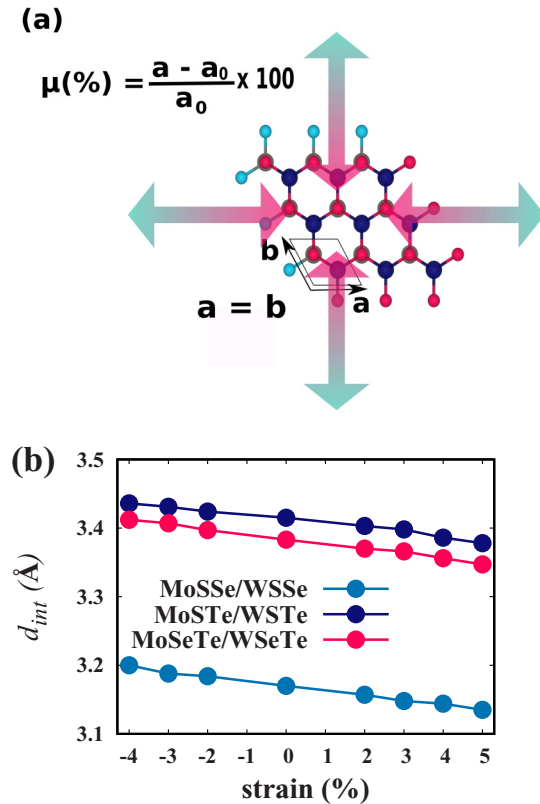 (a)
μ(%) = a - a₀ / a₀ x 100
b
a = b
a
(b)
3.5
3.4
3.3
3.2
3.1
d_int (Å)
MoSSe/WSSe
MoSTe/WSTe
MoSeTe/WSeTe
-4 -3 -2 -1 0 1 2 3 4 5
strain (%)